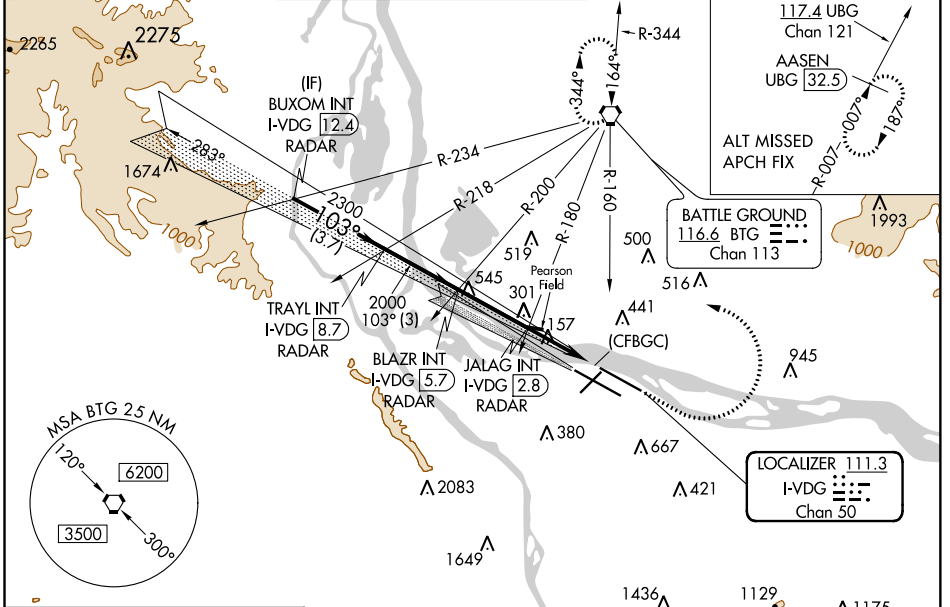 2265
2275
1674
283°
1000
(IF)
BUXOM INT
I-VDG 12.4
RADAR
2300
103°
(3.7)
R-234
R-218
R-200
R-180
R-160
R-344
344°
164°
117.4 UBG
Chan 121
AASEN
UBG 32.5
007°
187°
R-007
ALT MISSED
APCH FIX
BATTLE GROUND
116.6 BTG
Chan 113
1993
1000
TRAYL INT
I-VDG 8.7
RADAR
2000
103° (3)
BLAZR INT
I-VDG 5.7
RADAR
JALAG INT
I-VDG 2.8
RADAR
545
519
301
Pearson
Field
157
500
516
441
(CFBGC)
945
380
667
421
2083
1649
1436
1129
1175
LOCALIZER 111.3
I-VDG
Chan 50
MSA BTG 25 NM
120°
6200
3500
300°